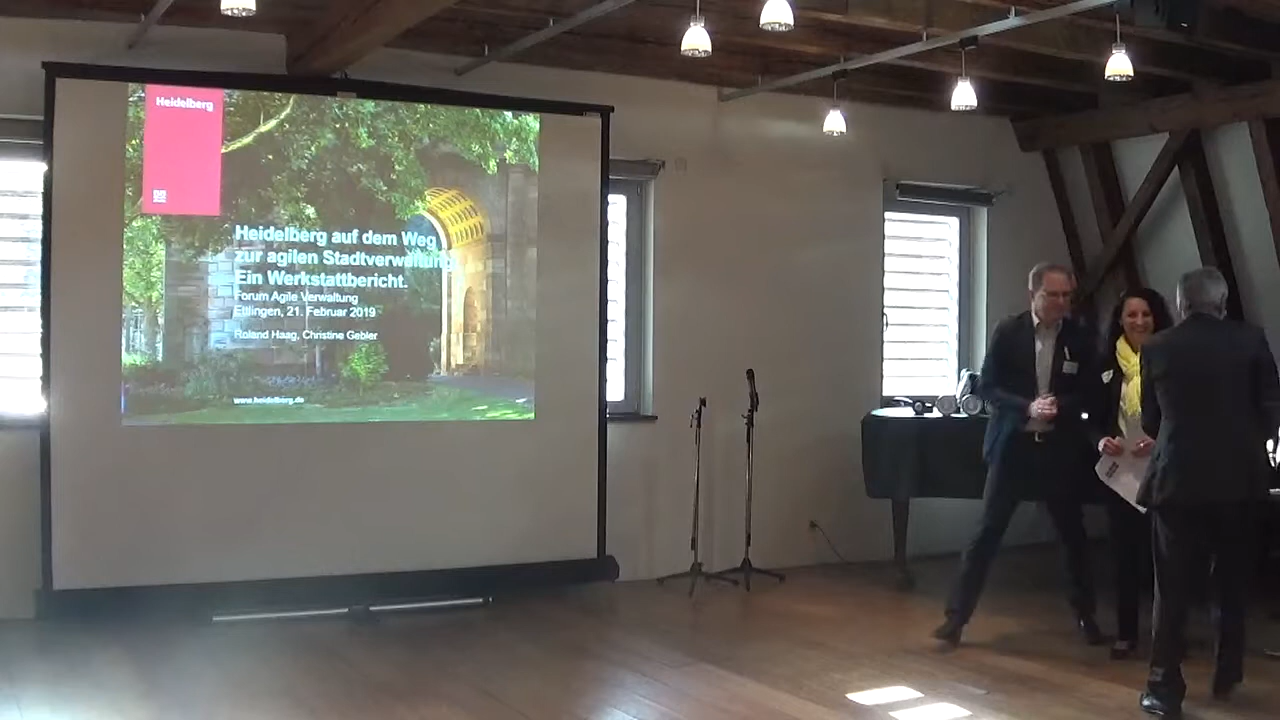 Heidelberg
Heidelberg auf dem Weg
zur agilen Stadtverwaltung.
Ein Werkstattbericht.
Forum Agile Verwaltung
Ettlingen, 21. Februar 2019
Roland Haag, Christine Gebler
www.heidelberg.de